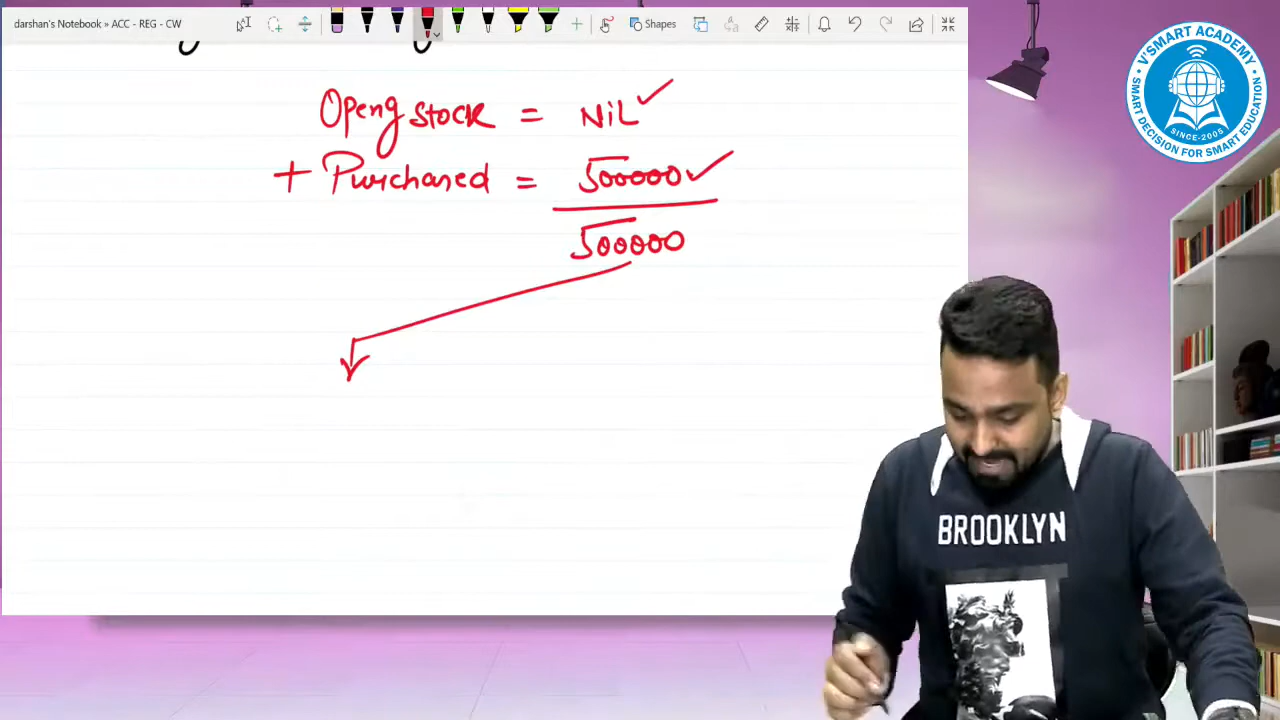 darshan's Notebook » ACC - REG - CW
Shapes
Openg stock = NiL ✓
+ Purchased = 500000 ✓
500000
V'SMART ACADEMY
SMART DECISION FOR SMART EDUCATION
SINCE-2005
BROOKLYN